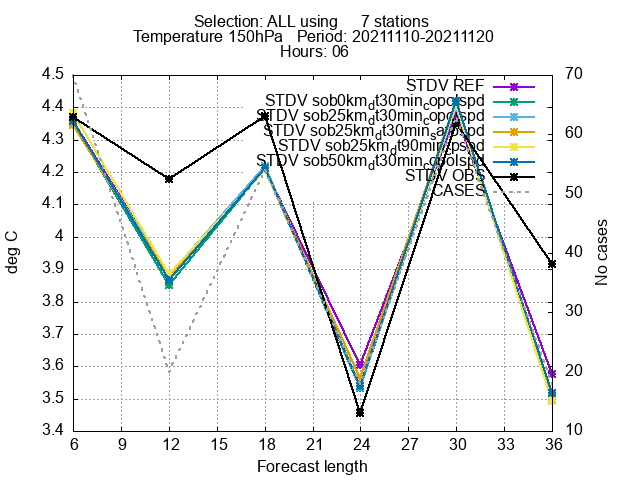 Selection: ALL using 7 stations
Temperature 150hPa Period: 20211110-20211120
Hours: 06
4.5
4.4
4.3
4.2
4.1
4
3.9
3.8
3.7
3.6
3.5
3.4
deg C
STDV REF
STDV sob0km_dt30min_copolspd
STDV sob25km_dt30min_copolspd
STDV sob25km_dt30min_
STDV sob25km_dt90min
STDV sob50km_dt30min_copolspd
STDV OBS
CASES
70
60
50
40
30
20
10
No cases
6 9 12 15 18 21 24 27 30 33 36
Forecast length